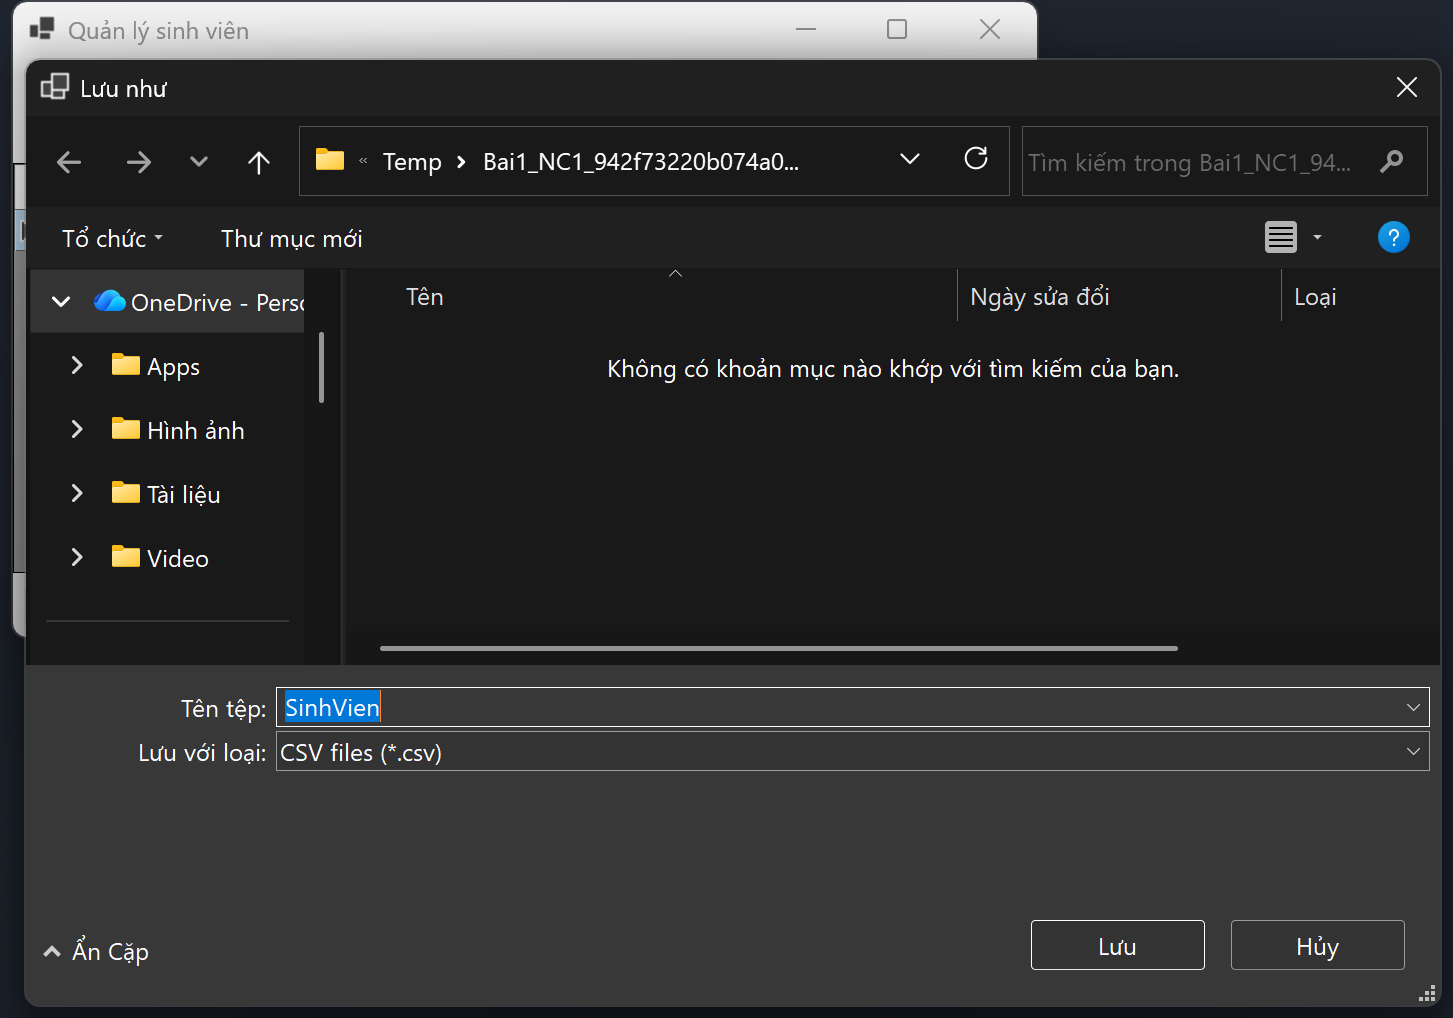 Quản lý sinh viên
Lưu như
« Temp > Bai1_NC1_942f73220b074a0...
Tìm kiếm trong Bai1_NC1_94...
Tổ chức
Thư mục mới
?
OneDrive - Perso
Apps
Hình ảnh
Tài liệu
Video
Tên
Ngày sửa đổi
Loại
Không có khoản mục nào khớp với tìm kiếm của bạn.
Tên tệp: SinhVien
Lưu với loại: CSV files (*.csv)
Ẩn Cặp
Lưu
Hủy